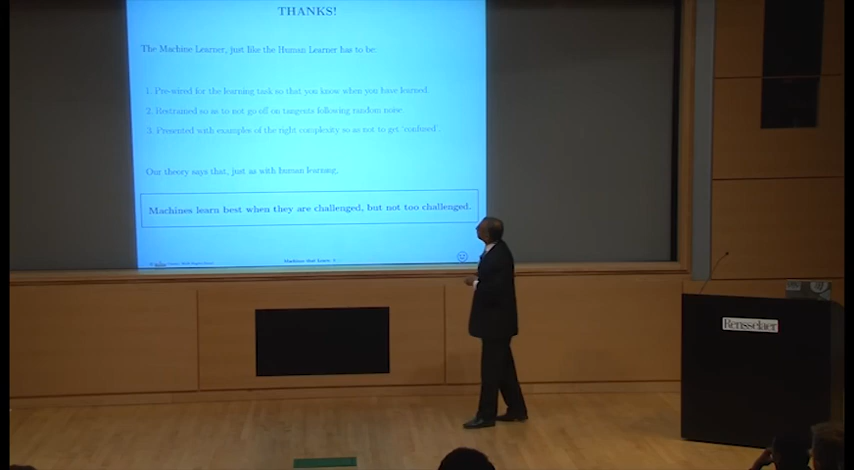 THANKS!
The Machine Learner, just like the Human Learner has to be:
1. Pre-wired for the learning task so that you know when you have learned.
2. Restrained so as to not go off on tangents following random noise.
3. Presented with examples of the right complexity so as not to get 'confused'.
Our theory says that, just as with human learning,
Machines learn best when they are challenged, but not too challenged.
Machines that Learn:
Rensselaer